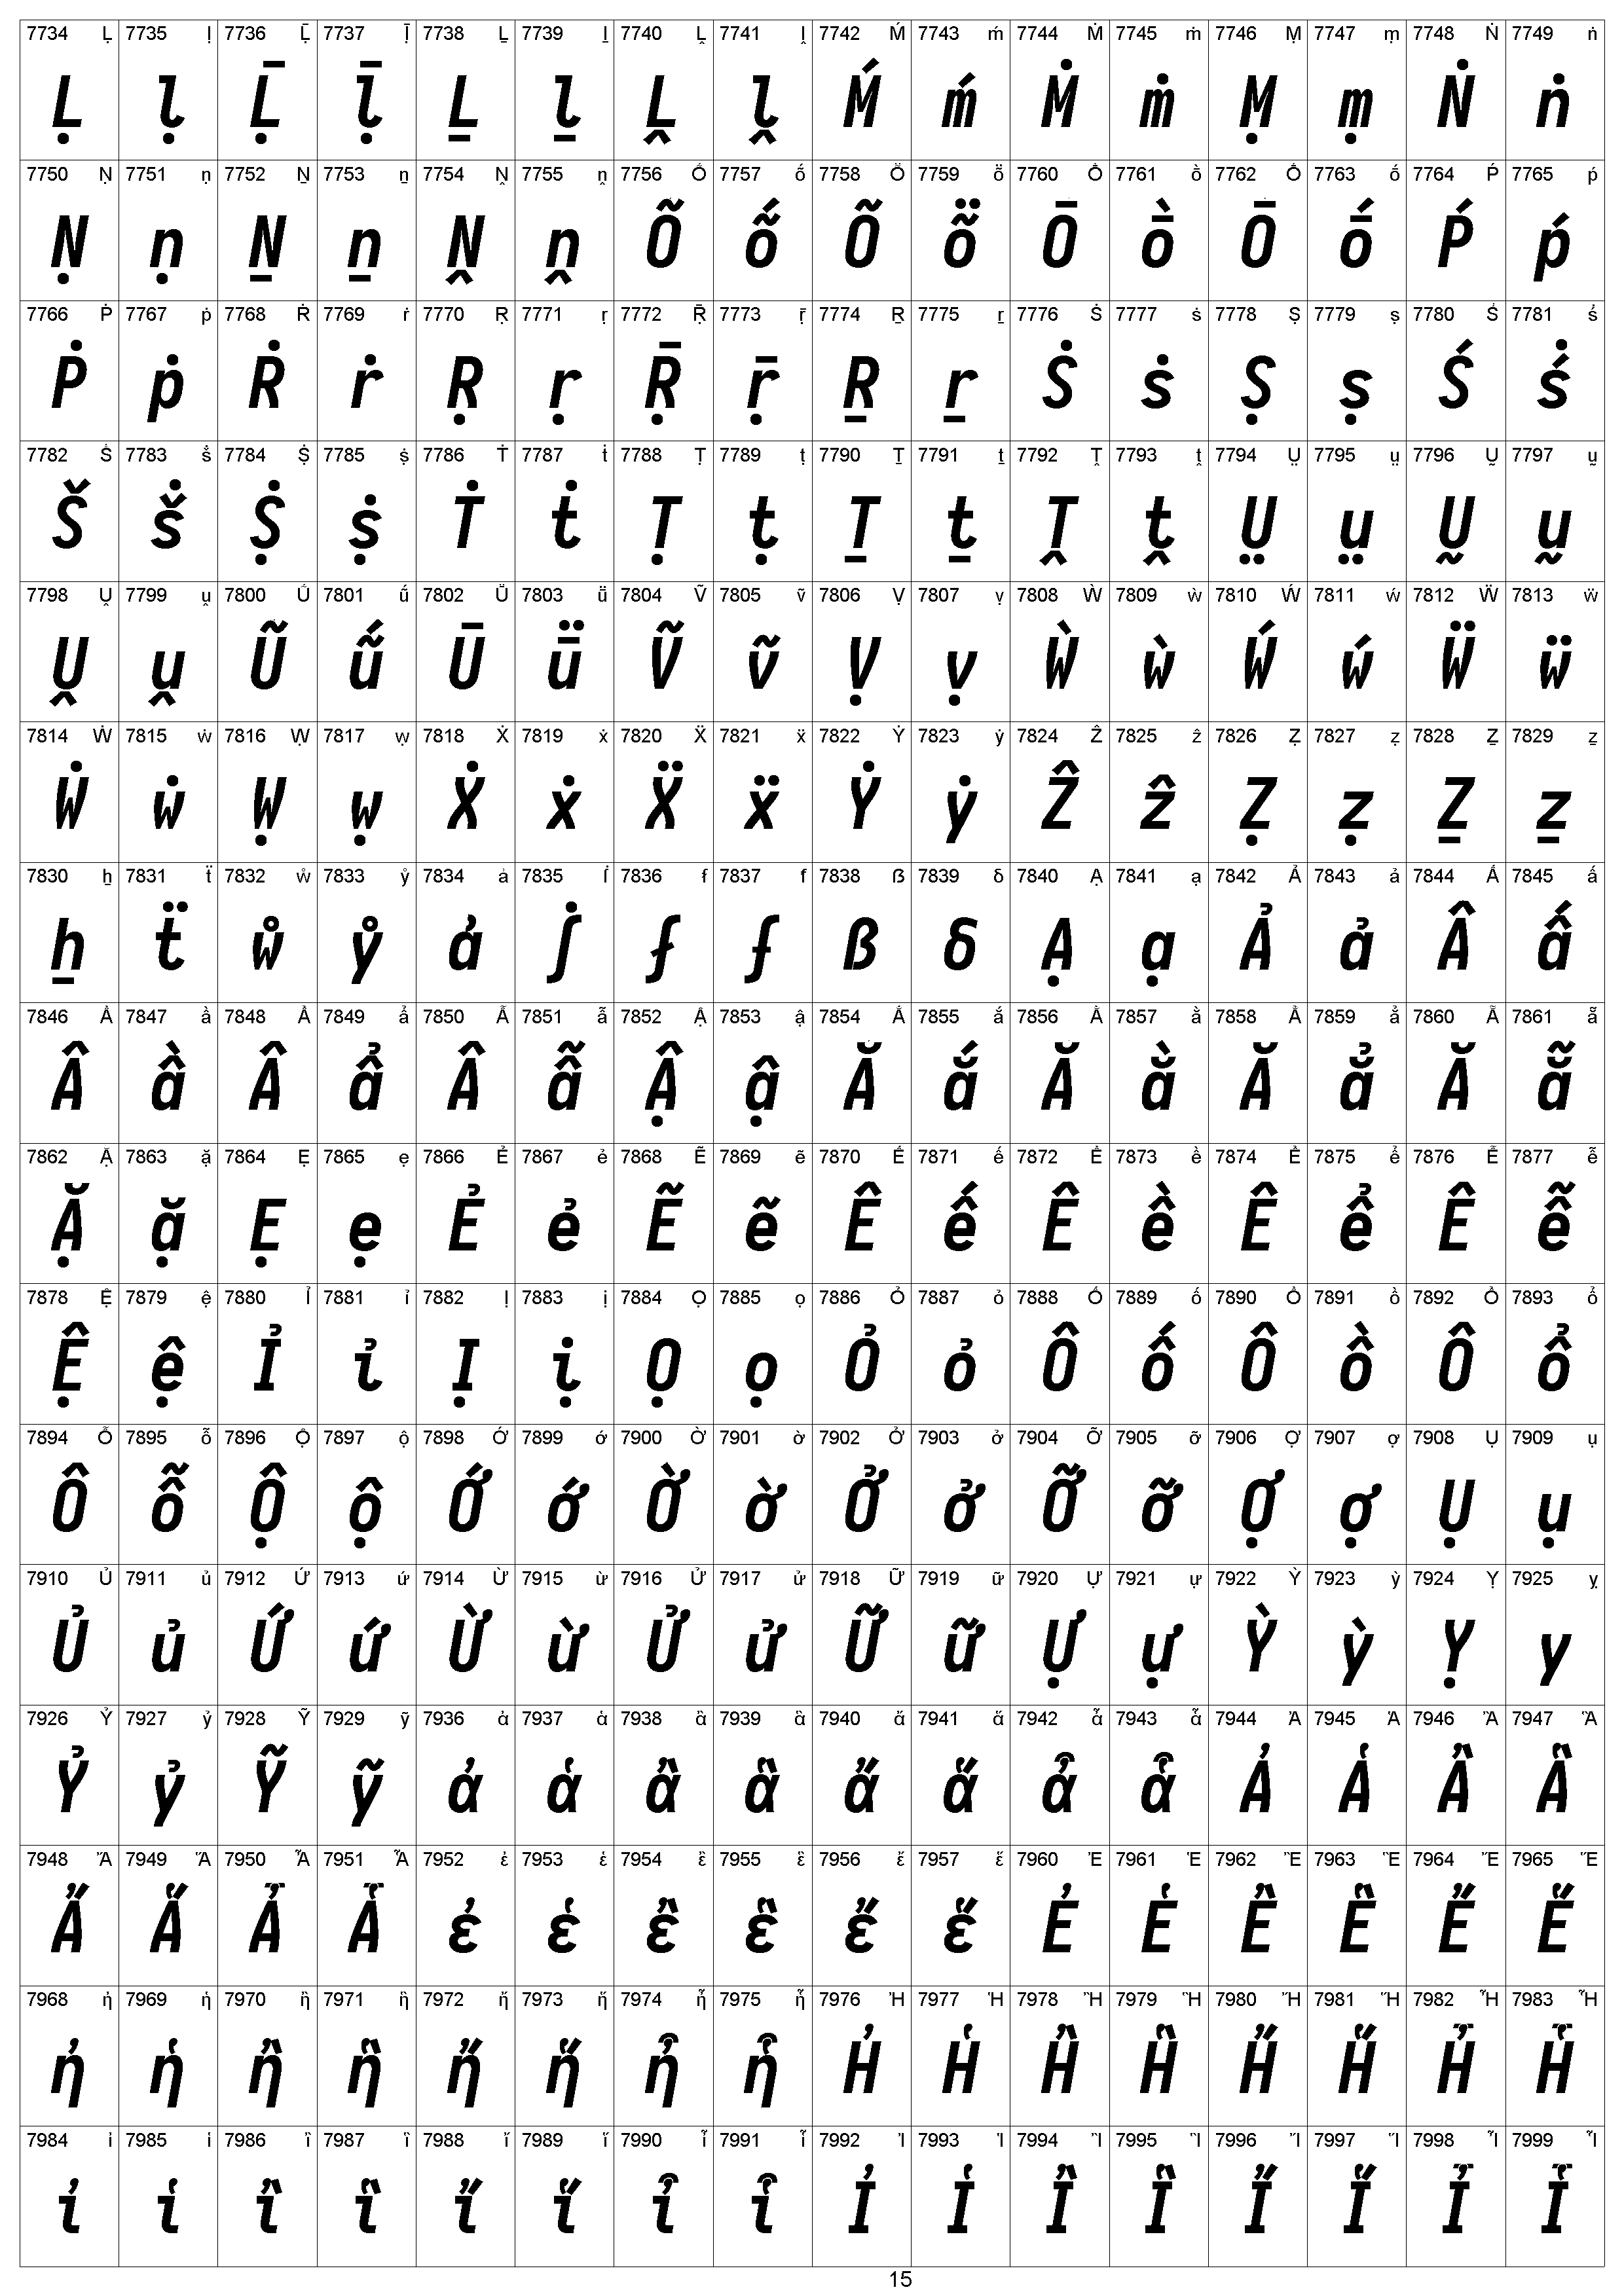 7734 Ḷ 7735 ḷ 7736 Ḹ 7737 ḹ 7738 Ḻ 7739 ḻ 7740 Ḽ 7741 ḽ 7742 Ḿ 7743 ḿ 7744 Ṁ 7745 ṁ 7746 Ṃ 7747 ṃ 7748 Ṅ 7749 ṅ
Ḷ ḷ Ḹ ḹ Ḻ ḻ Ḽ ḽ Ḿ ḿ Ṁ ṁ Ṃ ṃ Ṅ ṅ
7750 Ṇ 7751 ṇ 7752 Ṉ 7753 ṉ 7754 Ṋ 7755 ṋ 7756 Ṍ 7757 ṍ 7758 Ṏ 7759 ṏ 7760 Ṑ 7761 ṑ 7762 Ṓ 7763 ṓ 7764 Ṕ 7765 ṕ
Ṇ ṇ Ṉ ṉ Ṋ ṋ Õ ṍ Õ ṏ Ō ṑ Ō ṓ Ṕ ṕ
7766 Ṗ 7767 ṗ 7768 Ṙ 7769 ṙ 7770 Ṛ 7771 ṛ 7772 Ṝ 7773 ṝ 7774 Ṟ 7775 ṟ 7776 Ṡ 7777 ṡ 7778 Ṣ 7779 ṣ 7780 Ṥ 7781 ṥ
Ṗ ṗ Ṙ ṙ Ṛ ṛ Ṝ ṝ Ṟ ṟ Ṡ ṡ Ṣ ṣ Ś ṥ
7782 Ṧ 7783 ṧ 7784 Ṩ 7785 ṩ 7786 Ṫ 7787 ṫ 7788 Ṭ 7789 ṭ 7790 Ṯ 7791 ṯ 7792 Ṱ 7793 ṱ 7794 Ṳ 7795 ṳ 7796 Ṵ 7797 ṵ
Š ṧ Ṩ ṩ Ṫ ṫ Ṭ ṭ Ṯ ṯ Ṱ ṱ Ṳ ṳ Ṵ ṵ
7798 Ṷ 7799 ṷ 7800 Ṹ 7801 ṹ 7802 Ṻ 7803 ṻ 7804 Ṽ 7805 ṽ 7806 Ṿ 7807 ṿ 7808 Ẁ 7809 ẁ 7810 Ẃ 7811 ẃ 7812 Ẅ 7813 ẅ
Ṷ ṷ Ũ ṹ Ū ṻ Ṽ ṽ Ṿ ṿ Ẁ ẁ Ẃ ẃ Ẅ ẅ
7814 Ẇ 7815 ẇ 7816 Ẉ 7817 ẉ 7818 Ẋ 7819 ẋ 7820 Ẍ 7821 ẍ 7822 Ẏ 7823 ẏ 7824 Ẑ 7825 ẑ 7826 Ẓ 7827 ẓ 7828 Ẕ 7829 ẕ
Ẇ ẇ Ẉ ẉ Ẋ ẋ Ẍ ẍ Ẏ ẏ Ẑ ẑ Ẓ ẓ Ẕ ẕ
7830 ẖ 7831 ẗ 7832 ẘ 7833 ẙ 7834 ẚ 7835 ẛ 7836 ẜ 7837 ẝ 7838 ẞ 7839 ẟ 7840 Ạ 7841 ạ 7842 Ả 7843 ả 7844 Ấ 7845 ấ
ẖ ẗ ẘ ẙ ẚ ẛ ẜ ẝ ẞ ẟ Ạ ạ Ả ả Â ấ
7846 Ầ 7847 ầ 7848 Ẩ 7849 ẩ 7850 Ẫ 7851 ẫ 7852 Ậ 7853 ậ 7854 Ắ 7855 ắ 7856 Ằ 7857 ằ 7858 Ẳ 7859 ẳ 7860 Ẵ 7861 ẵ
Â ầ Â ẩ Â ẫ Ậ ậ Ă ắ Ă ằ Ă ẳ Ă ẵ
7862 Ặ 7863 ặ 7864 Ẹ 7865 ẹ 7866 Ẻ 7867 ẻ 7868 Ẽ 7869 ẽ 7870 Ế 7871 ế 7872 Ề 7873 ề 7874 Ể 7875 ể 7876 Ễ 7877 ễ
Ặ ặ Ẹ ẹ Ẻ ẻ Ẽ ẽ Ê ế Ê ề Ê ể Ê ễ
7878 Ệ 7879 ệ 7880 Ỉ 7881 ỉ 7882 Ị 7883 ị 7884 Ọ 7885 ọ 7886 Ỏ 7887 ỏ 7888 Ố 7889 ố 7890 Ồ 7891 ồ 7892 Ổ 7893 ổ
Ệ ệ Ỉ ỉ Ị ị Ọ ọ Ỏ ỏ Ô ố Ô ồ Ô ổ
7894 Ỗ 7895 ỗ 7896 Ộ 7897 ộ 7898 Ớ 7899 ớ 7900 Ờ 7901 ờ 7902 Ở 7903 ở 7904 Ỡ 7905 ỡ 7906 Ợ 7907 ợ 7908 Ụ 7909 ụ
Ô ỗ Ộ ộ Ớ ớ Ờ ờ Ở ở Ỡ ỡ Ợ ợ Ụ ụ
7910 Ủ 7911 ủ 7912 Ứ 7913 ứ 7914 Ừ 7915 ừ 7916 Ử 7917 ử 7918 Ữ 7919 ữ 7920 Ự 7921 ự 7922 Ỳ 7923 ỳ 7924 Ỵ 7925 ỵ
Ủ ủ Ứ ứ Ừ ừ Ử ử Ữ ữ Ự ự Ỳ ỳ Ỵ y
7926 Ỷ 7927 ỷ 7928 Ỹ 7929 ỹ 7936 ἀ 7937 ἁ 7938 ἂ 7939 ἃ 7940 ἄ 7941 ἅ 7942 ἆ 7943 ἇ 7944 Ἀ 7945 Ἁ 7946 Ἂ 7947 Ἃ
Ỷ ỷ Ỹ ỹ ἀ ἁ ἂ ἃ ἄ ἅ ἆ ἇ Ἀ Ἁ Ἂ Ἃ
7948 Ἄ 7949 Ἅ 7950 Ἆ 7951 Ἇ 7952 ἐ 7953 ἑ 7954 ἒ 7955 ἓ 7956 ἔ 7957 ἕ 7960 Ἐ 7961 Ἑ 7962 Ἒ 7963 Ἓ 7964 Ἔ 7965 Ἕ
Ἄ Ἅ Ἆ Ἇ ἐ ἑ ἒ ἓ ἔ ἕ Ἐ Ἑ Ἒ Ἓ Ἔ Ἕ
7968 ἠ 7969 ἡ 7970 ἢ 7971 ἣ 7972 ἤ 7973 ἥ 7974 ἦ 7975 ἧ 7976 Ἠ 7977 Ἡ 7978 Ἢ 7979 Ἣ 7980 Ἤ 7981 Ἥ 7982 Ἦ 7983 Ἧ
ἠ ἡ ἢ ἣ ἤ ἥ ἦ ἧ Ἠ Ἡ Ἢ Ἣ Ἤ Ἥ Ἦ Ἧ
7984 ἰ 7985 ἱ 7986 ἲ 7987 ἳ 7988 ἴ 7989 ἵ 7990 ἶ 7991 ἷ 7992 Ἰ 7993 Ἱ 7994 Ἲ 7995 Ἳ 7996 Ἴ 7997 Ἵ 7998 Ἶ 7999 Ἷ
ἰ ἱ ἲ ἳ ἴ ἵ ἶ ἷ Ἰ Ἱ Ἲ Ἳ Ἴ Ἵ Ἶ Ἷ
15